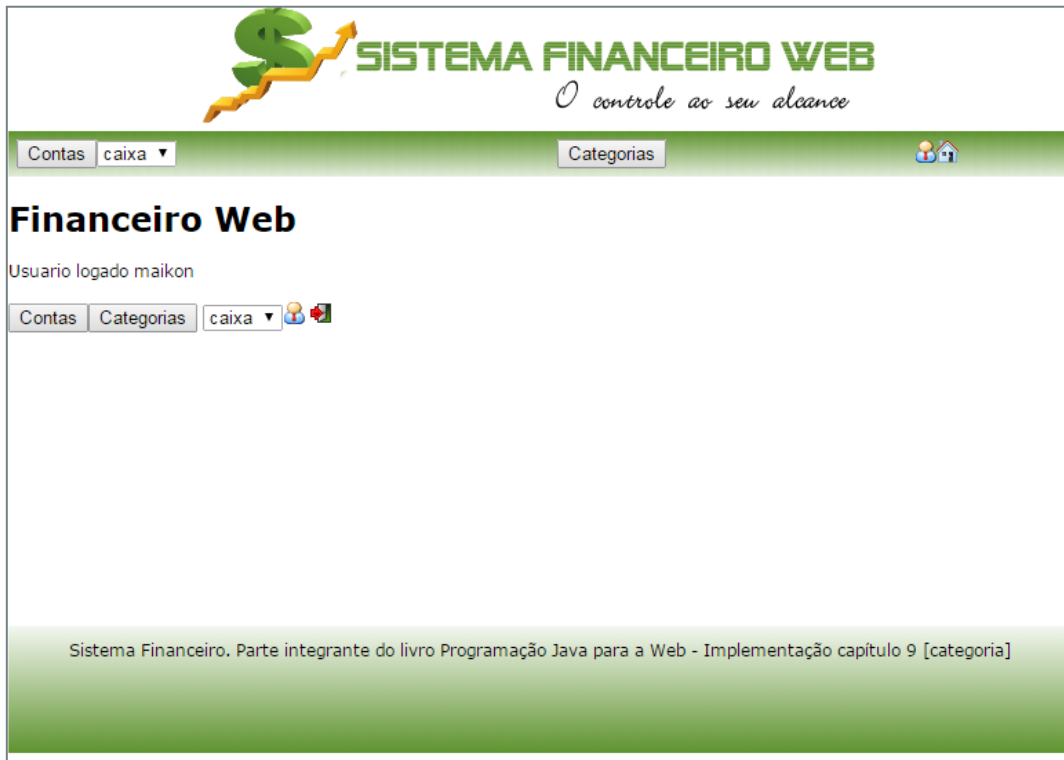 SISTEMA FINANCEIRO WEB
O controle ao seu alcance
Contas caixa Categorias
Financeiro Web
Usuario logado maikon
Contas Categorias caixa
Sistema Financeiro. Parte integrante do livro Programação Java para a Web - Implementação capítulo 9 [categoria]